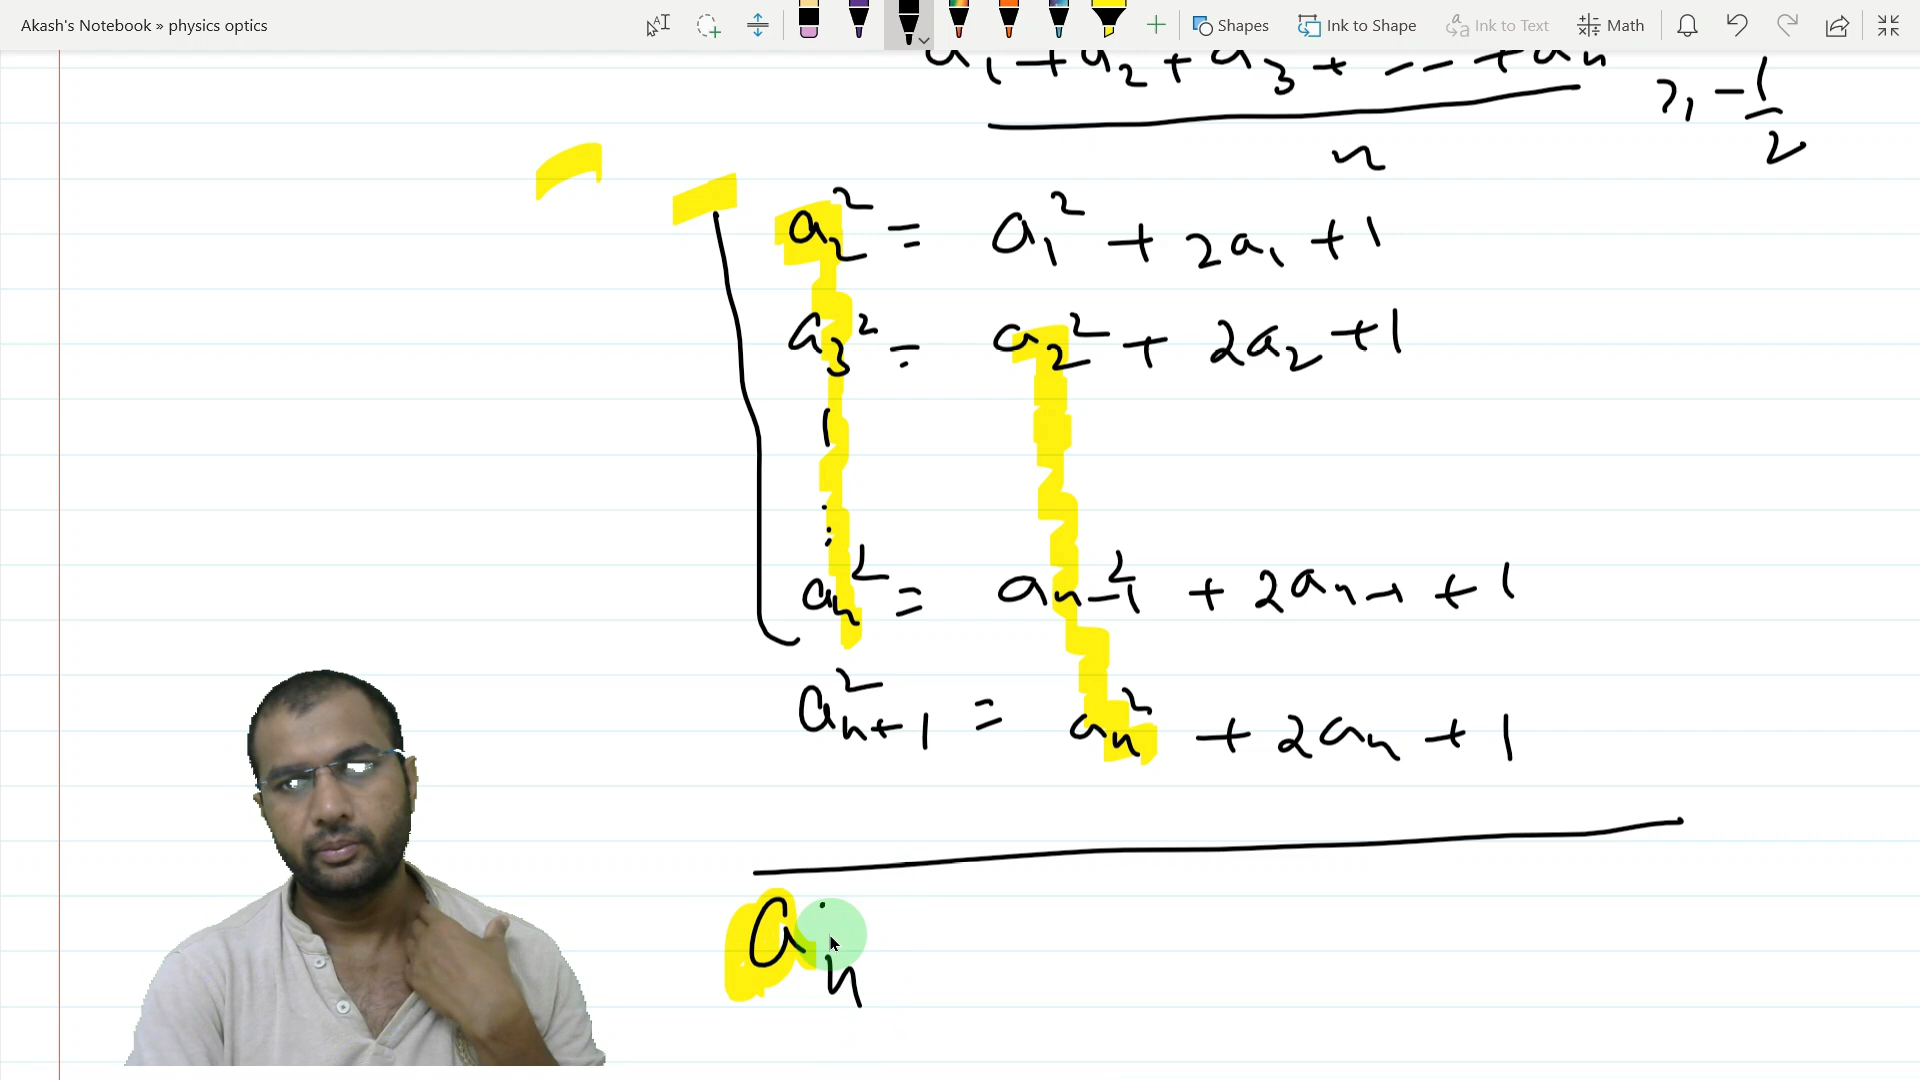 Akash's Notebook » physics optics
Shapes
Ink to Shape
Ink to Text
Math
a₁ + a₂ + a₃ + -- + aₙ
n
-1
2
a₂² = a₁² + 2a₁ + 1
a₃² = a₂² + 2a₂ + 1
aₙ² = aₙ₋₁² + 2aₙ₋₁ + 1
aₙ₊₁² = aₙ² + 2aₙ + 1
aₙ